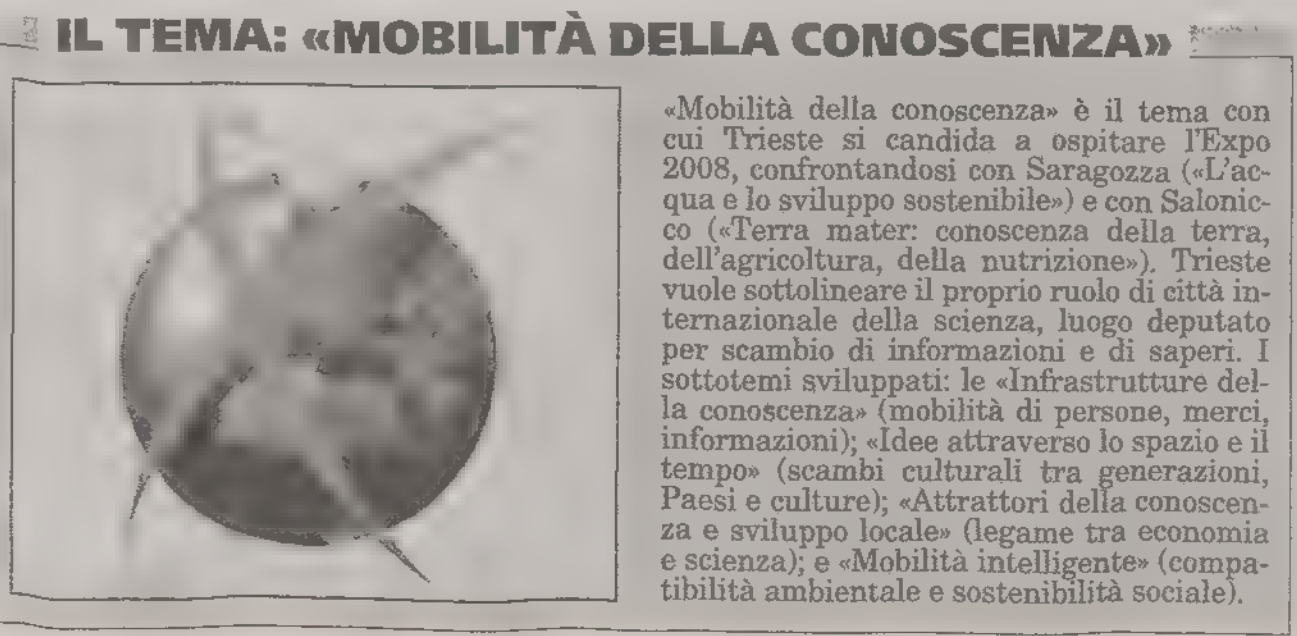 IL TEMA: «MOBILITÀ DELLA CONOSCENZA»
«Mobilità della conoscenza» è il tema con
cui Trieste si candida a ospitare l'Expo
2008, confrontandosi con Saragozza («L'ac-
qua e lo sviluppo sostenibile») e con Salonic-
co («Terra mater: conoscenza della terra,
dell'agricoltura, della nutrizione»). Trieste
vuole sottolineare il proprio ruolo di città in-
ternazionale della scienza, luogo deputato
per scambio di informazioni e di saperi. I
sottotemi sviluppati: le «Infrastrutture del-
la conoscenza» (mobilità di persone, merci,
informazioni); «Idee attraverso lo spazio e il
tempo» (scambi culturali tra generazioni,
Paesi e culture); «Attrattori della conoscen-
za e sviluppo locale» (legame tra economia
e scienza); e «Mobilità intelligente» (compa-
tibilità ambientale e sostenibilità sociale).